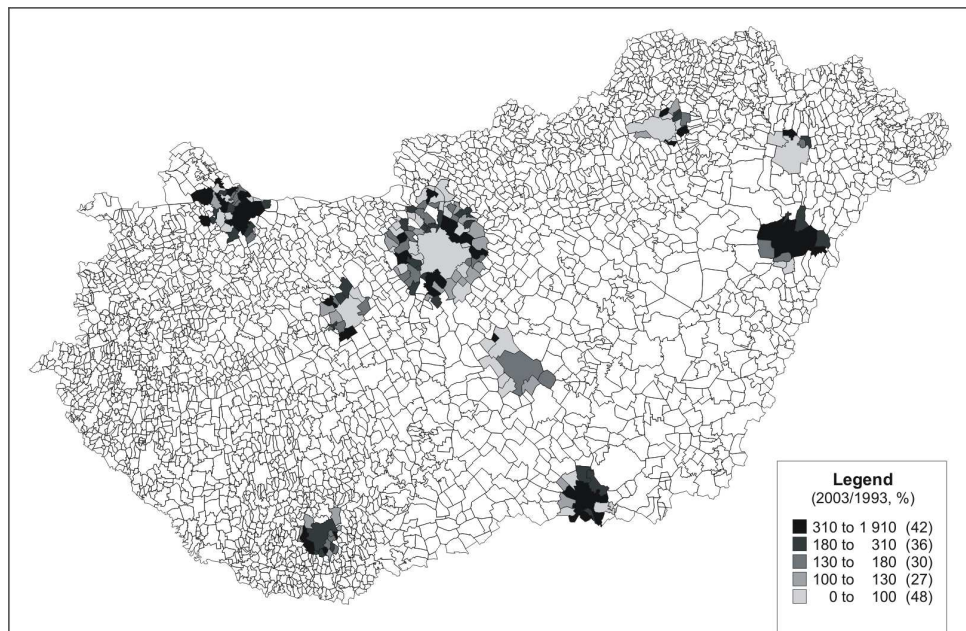 Legend
(2003/1993, %)
310 to 1 910 (42)
180 to 310 (36)
130 to 180 (30)
100 to 130 (27)
0 to 100 (48)